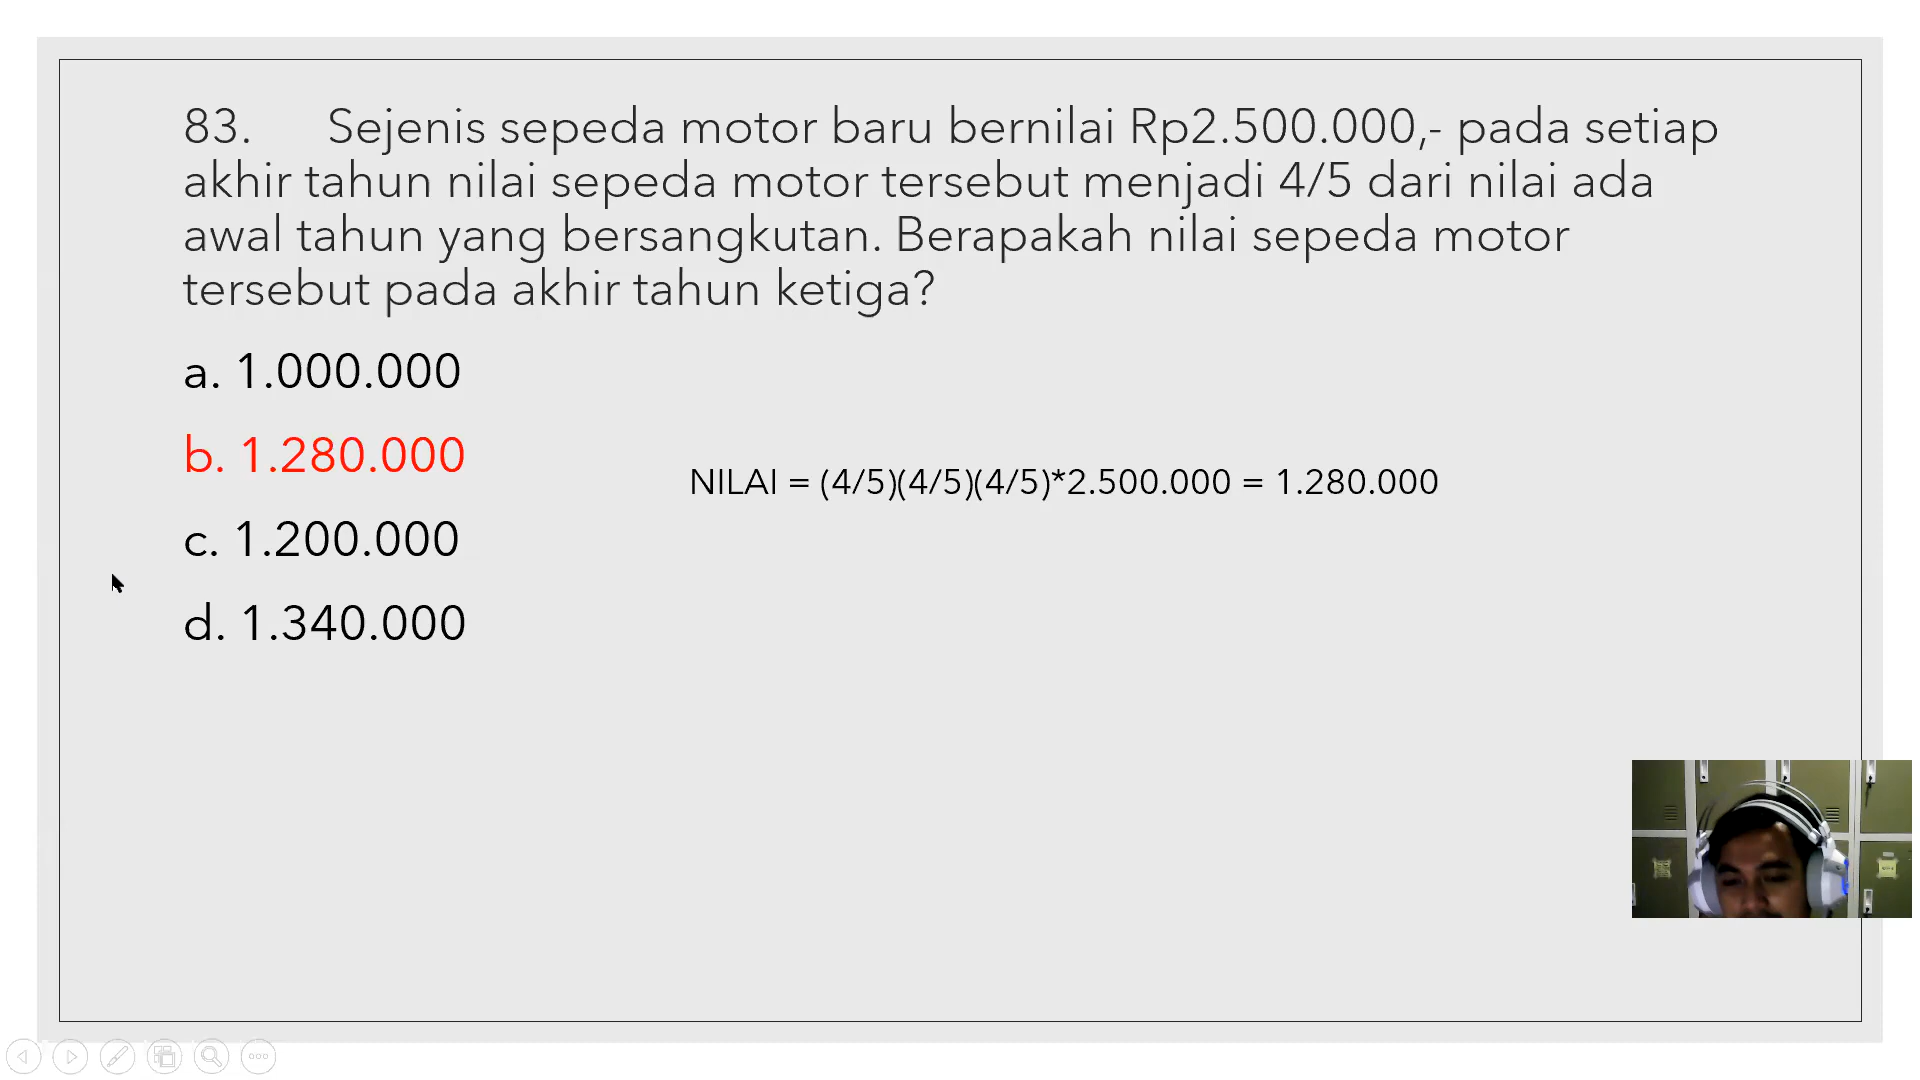 83. Sejenis sepeda motor baru bernilai Rp2.500.000,- pada setiap
akhir tahun nilai sepeda motor tersebut menjadi 4/5 dari nilai ada
awal tahun yang bersangkutan. Berapakah nilai sepeda motor
tersebut pada akhir tahun ketiga?
a. 1.000.000
b. 1.280.000
NILAI = (4/5)(4/5)(4/5)*2.500.000 = 1.280.000
c. 1.200.000
d. 1.340.000